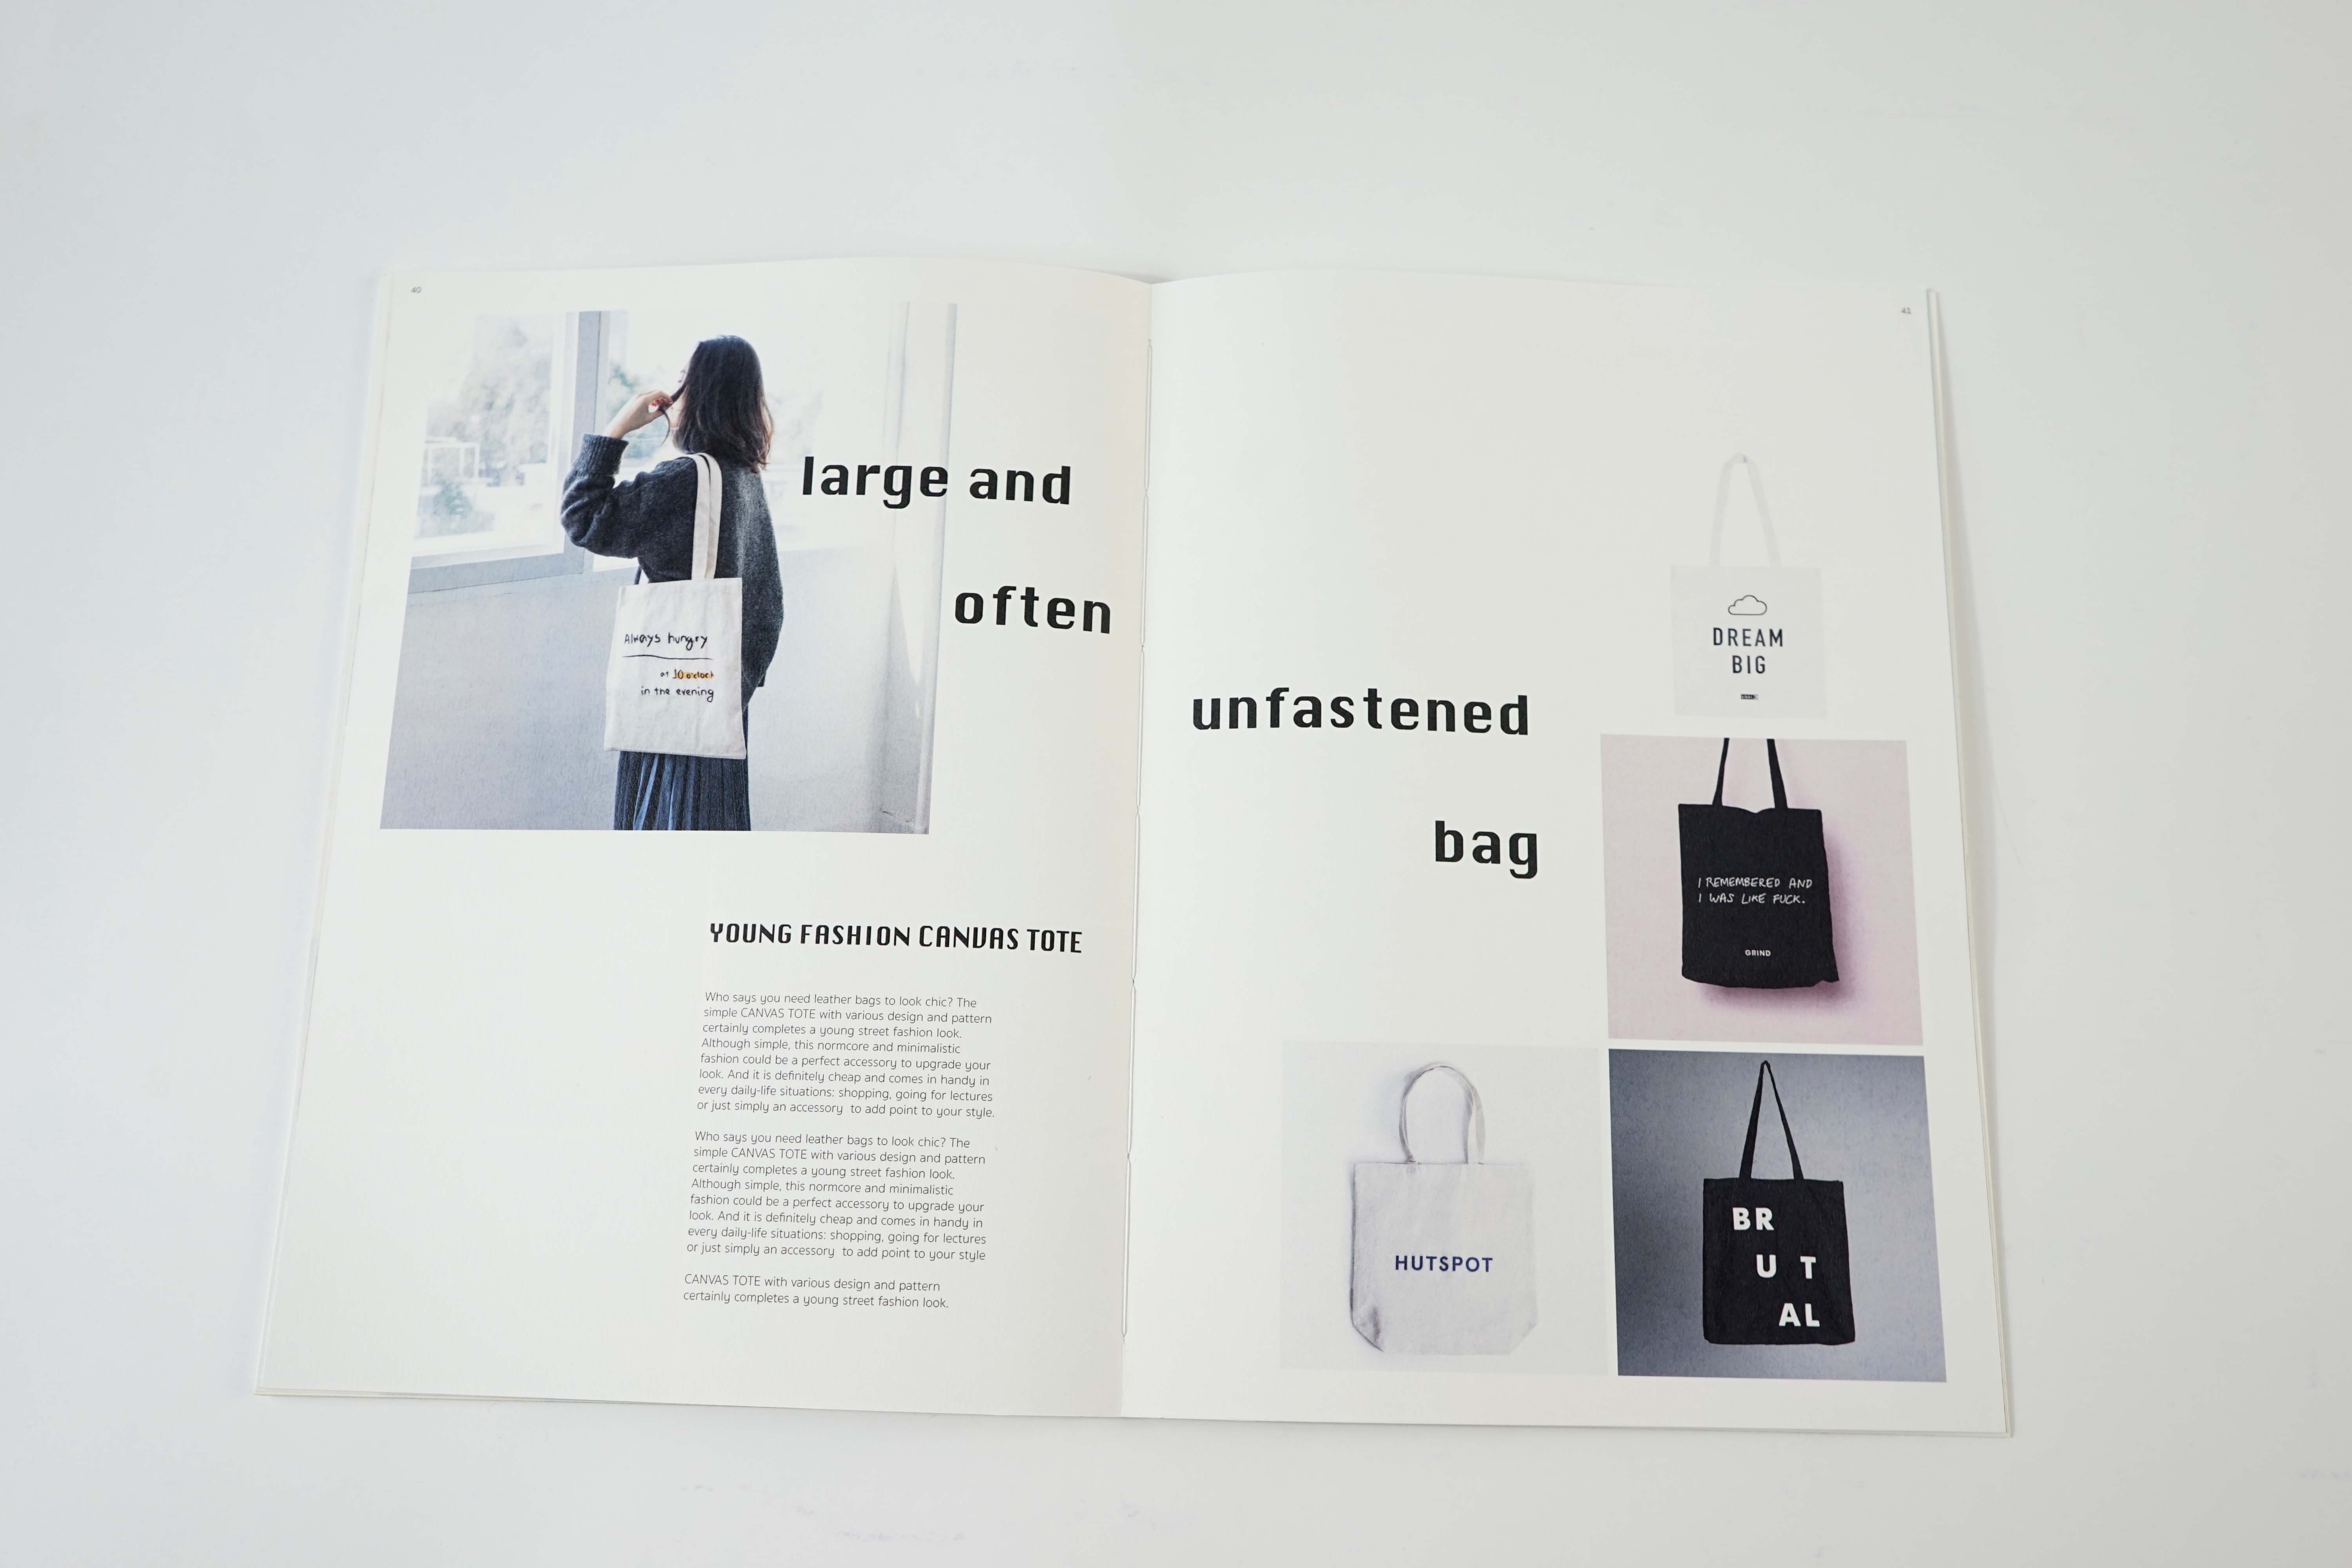 40
large and
often
Always hungry
at 10 o'clock
in the evening
YOUNG FASHION CANVAS TOTE
Who says you need leather bags to look chic? The
simple CANVAS TOTE with various design and pattern
certainly completes a young street fashion look.
Although simple, this normcore and minimalistic
fashion could be a perfect accessory to upgrade your
look. And it is definitely cheap and comes in handy in
every daily-life situations: shopping, going for lectures
or just simply an accessory to add point to your style.
Who says you need leather bags to look chic? The
simple CANVAS TOTE with various design and pattern
certainly completes a young street fashion look.
Although simple, this normcore and minimalistic
fashion could be a perfect accessory to upgrade your
look. And it is definitely cheap and comes in handy in
every daily-life situations: shopping, going for lectures
or just simply an accessory to add point to your style
CANVAS TOTE with various design and pattern
certainly completes a young street fashion look.
41
unfastened
bag
DREAM
BIG
I REMEMBERED AND
I WAS LIKE FUCK.
GRIND
HUTSPOT
BR
U T
AL